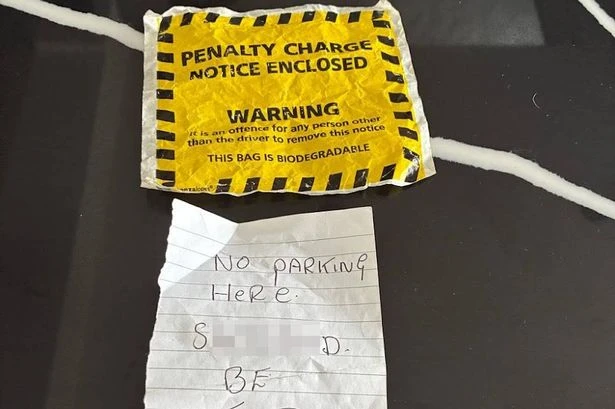 PENALTY CHARGE
NOTICE ENCLOSED
WARNING
It is an offence for any person other
than the driver to remove this notice
THIS BAG IS BIODEGRADABLE
NO PARKING
HeRe.
S D.
BE